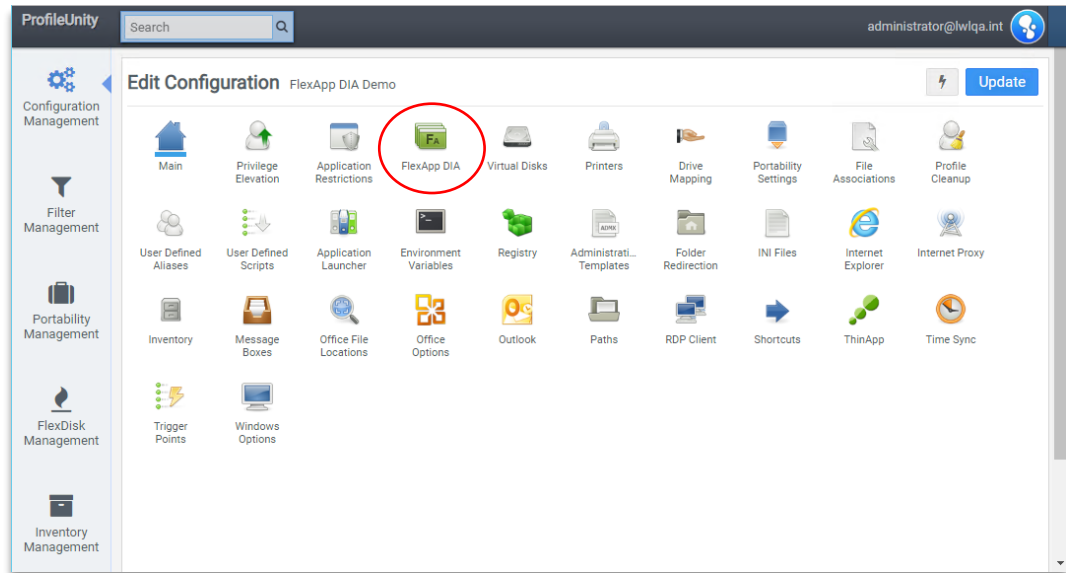 ProfileUnity
Search
administrator@lwlqa.int
Configuration
Management
Filter
Management
Portability
Management
FlexDisk
Management
Inventory
Management
Edit Configuration FlexApp DIA Demo
Update
Main
Privilege
Elevation
Application
Restrictions
FA
FlexApp DIA
Virtual Disks
Printers
Drive
Mapping
Portability
Settings
File
Associations
Profile
Cleanup
User Defined
Aliases
User Defined
Scripts
Application
Launcher
>_
Environment
Variables
Registry
ADMX
Administrati...
Templates
Folder
Redirection
INI Files
Internet
Explorer
Internet Proxy
Inventory
Message
Boxes
Office File
Locations
Office
Options
Outlook
Paths
RDP Client
Shortcuts
ThinApp
Time Sync
Trigger
Points
Windows
Options